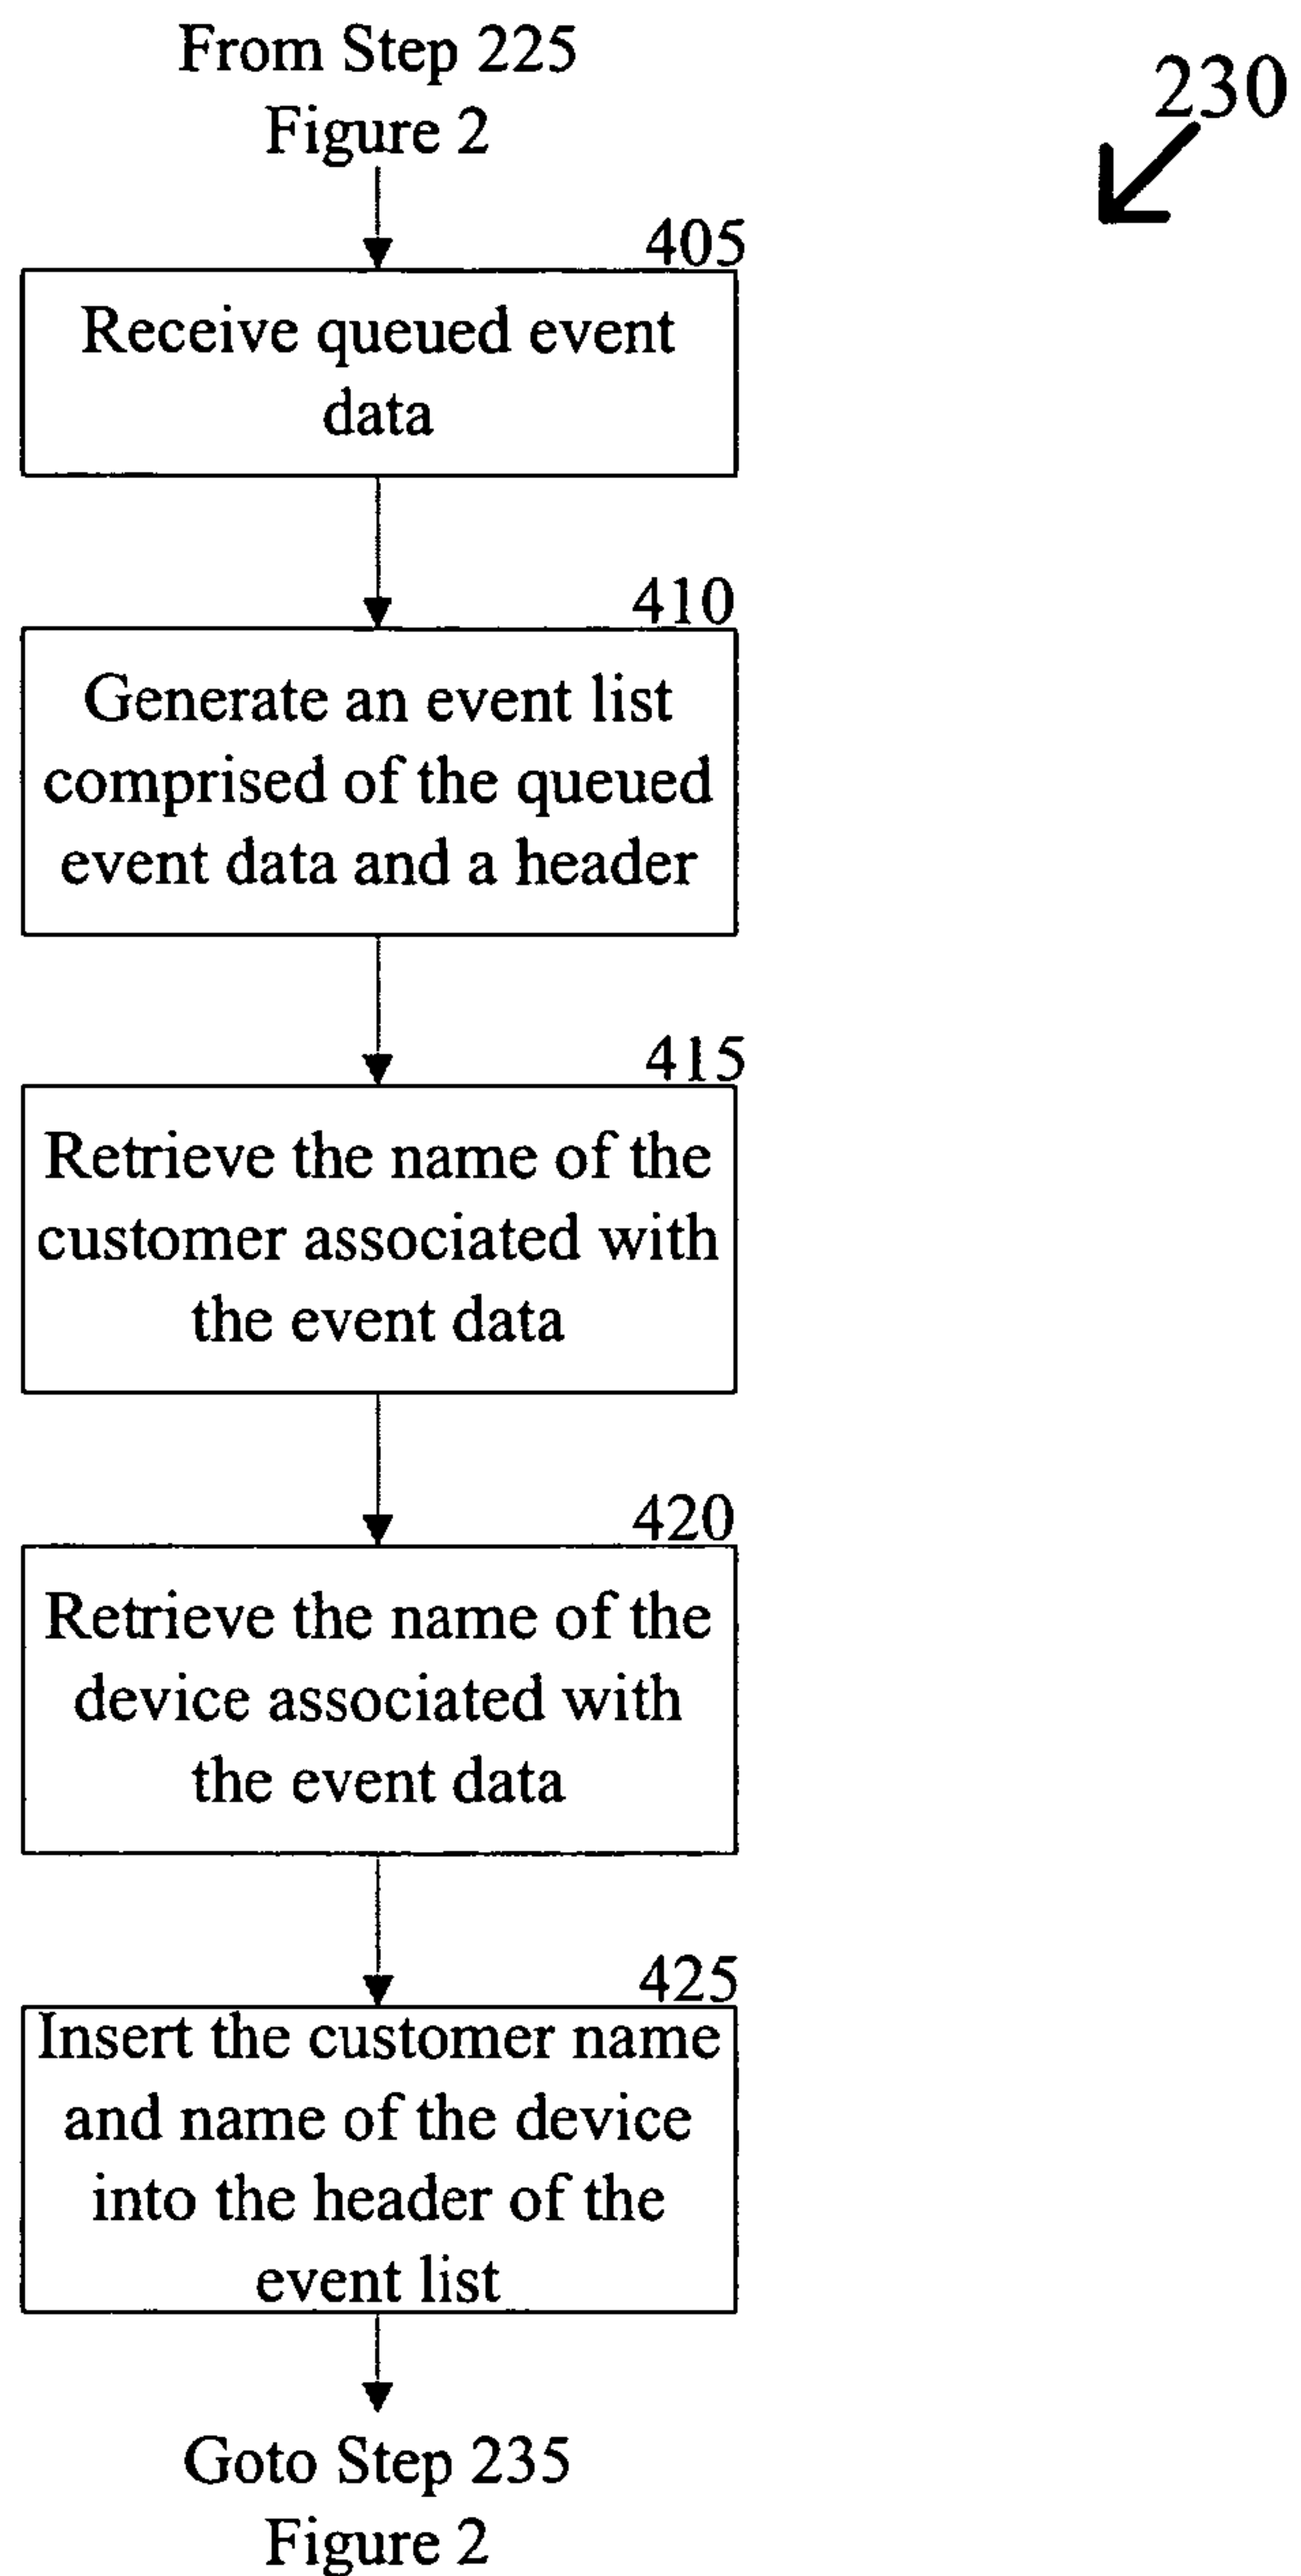 From Step 225
Figure 2
230
405
Receive queued event
data
410
Generate an event list
comprised of the queued
event data and a header
415
Retrieve the name of the
customer associated with
the event data
420
Retrieve the name of the
device associated with
the event data
425
Insert the customer name
and name of the device
into the header of the
event list
Goto Step 235
Figure 2